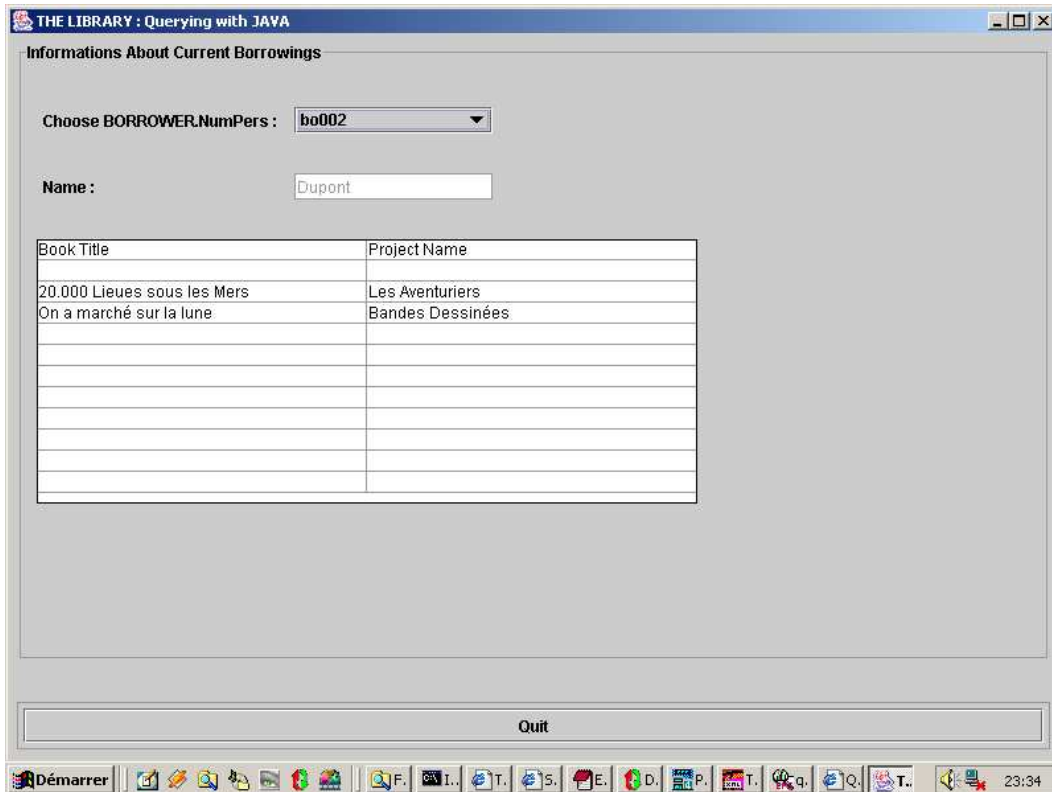 THE LIBRARY : Querying with JAVA
Informations About Current Borrowings
Choose BORROWER.NumPers : bo002
Name : Dupont
Book Title Project Name
20.000 Lieues sous les Mers Les Aventuriers
On a marché sur la lune Bandes Dessinées
Quit
Démarrer F. I.. T. S. E. D. P. T. q. Q. T.. 23:34